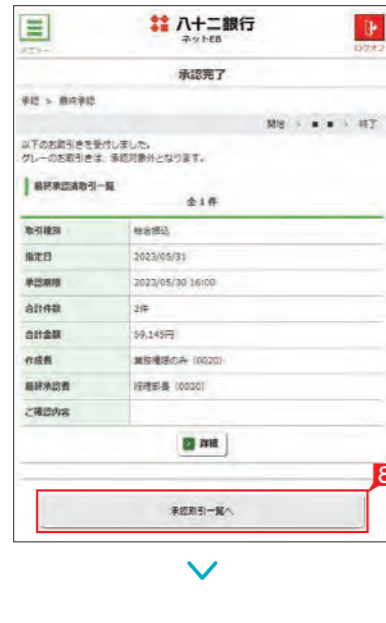 八十二銀行
ネットEB
メニュー
ログオフ
承認完了
承認 > 最終承認
開始 > ■ ■ > 終了
以下のお取引きを受付しました。
グレーのお取引きは、承認対象外となります。
最終承認済取引一覧
全1件
取引種別 総合振込
指定日 2023/05/31
承認期限 2023/05/30 16:00
合計件数 2件
合計金額 59,145円
作成者 業務権限のみ (0020)
最終承認者 経理部長 (0020)
ご確認内容
詳細
8
承認取引一覧へ